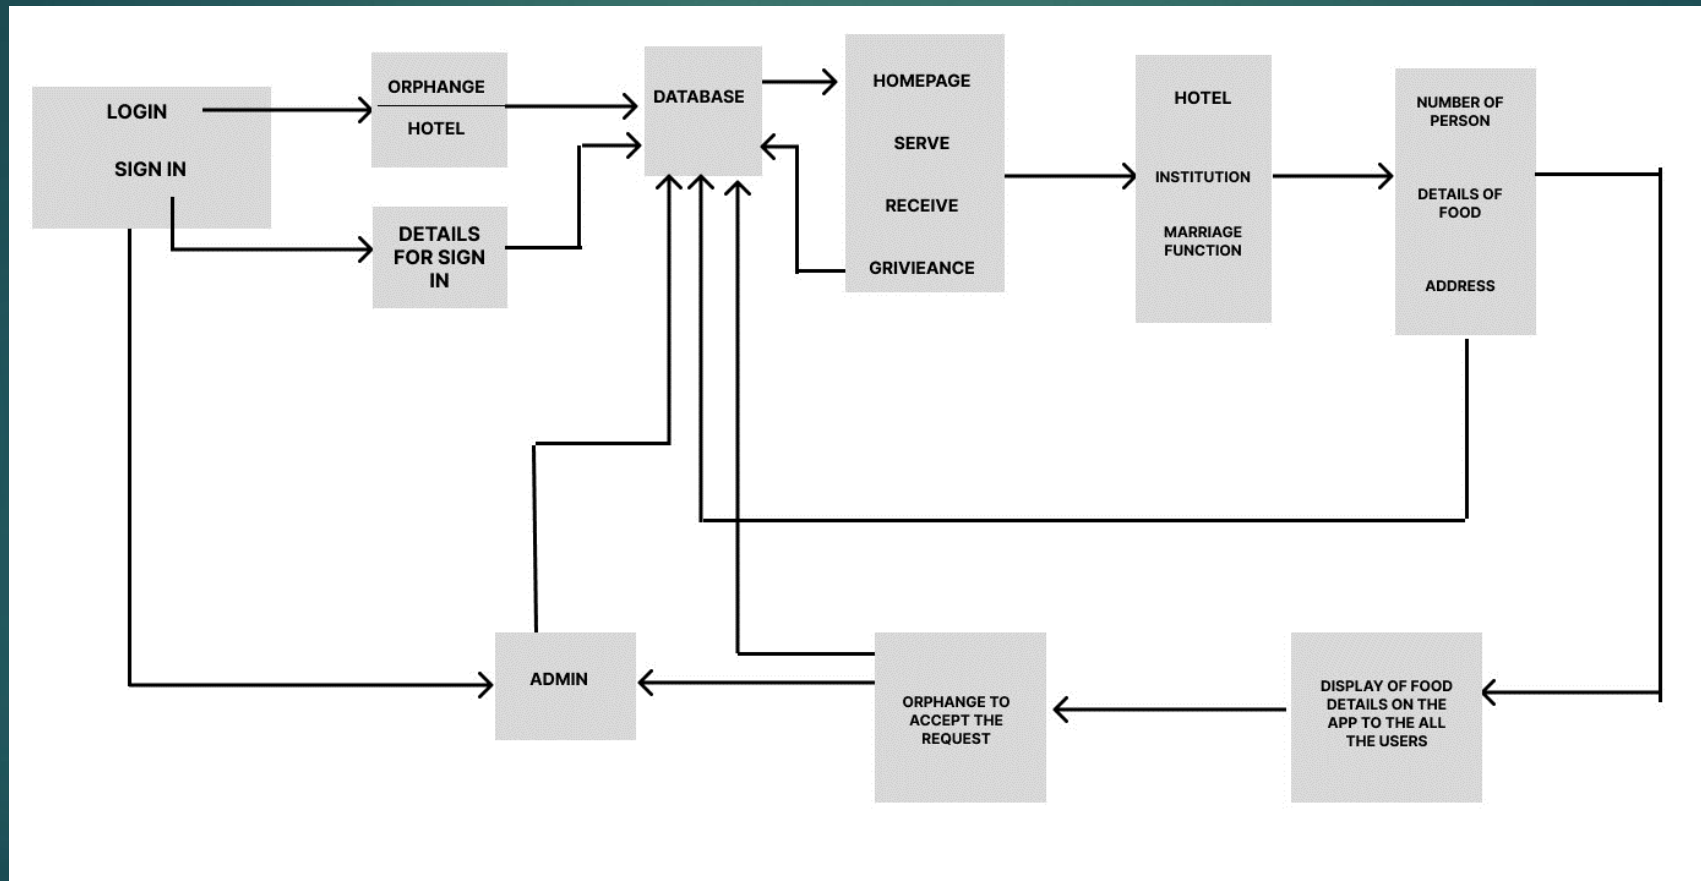 LOGIN
SIGN IN
ORPHANGE
HOTEL
DETAILS
FOR SIGN
IN
DATABASE
HOMEPAGE
SERVE
RECEIVE
GRIVIEANCE
HOTEL
INSTITUTION
MARRIAGE
FUNCTION
NUMBER OF
PERSON
DETAILS OF
FOOD
ADDRESS
ADMIN
ORPHANGE TO
ACCEPT THE
REQUEST
DISPLAY OF FOOD
DETAILS ON THE
APP TO THE ALL
THE USERS